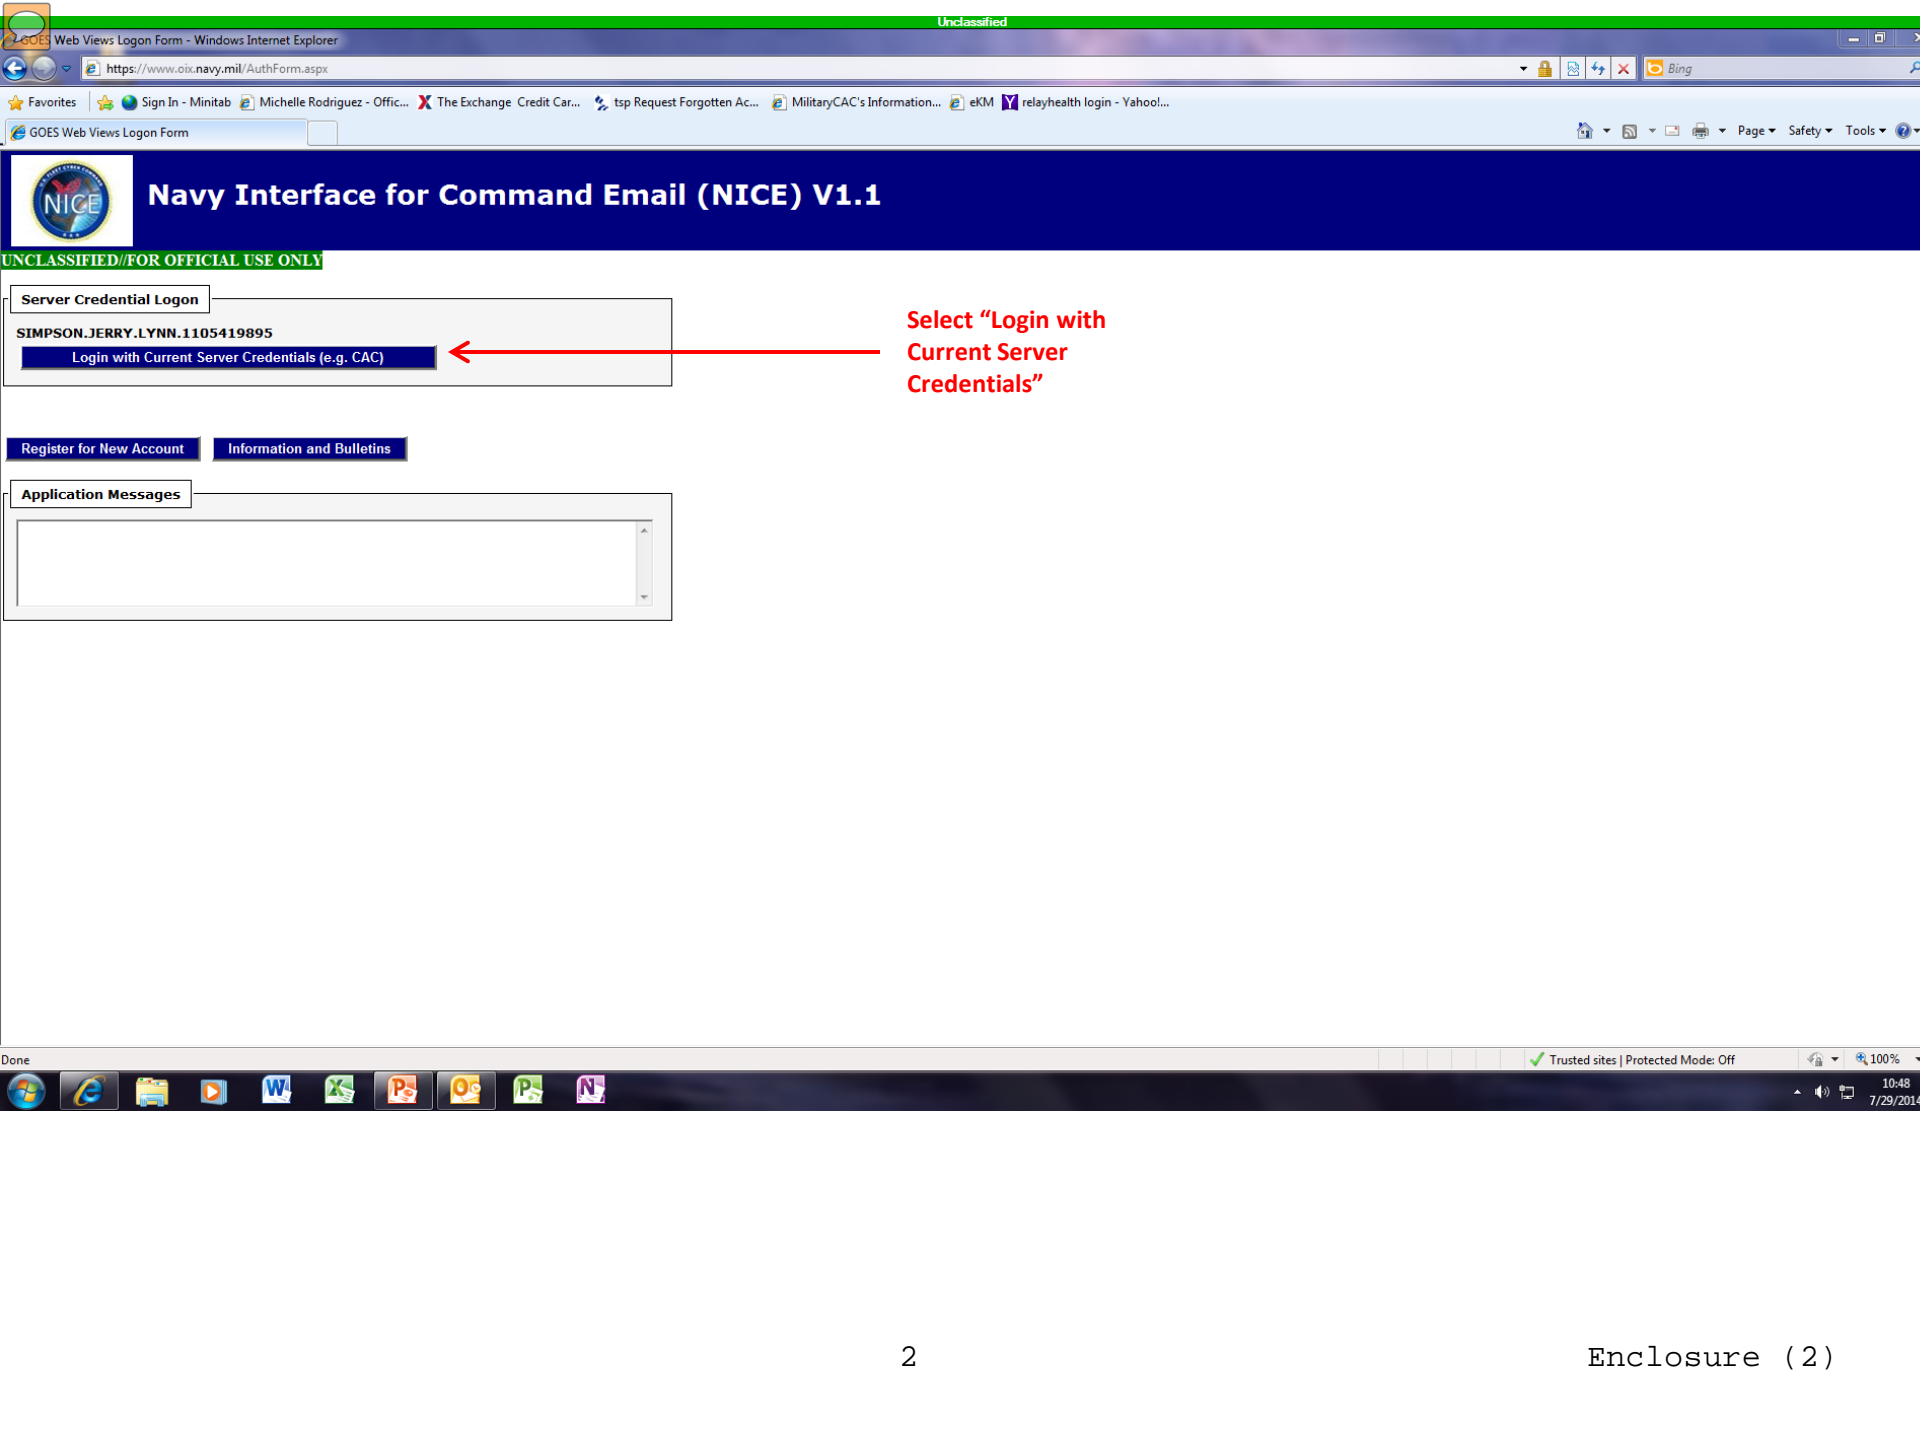 Unclassified
GOES Web Views Logon Form - Windows Internet Explorer
https://www.oix.navy.mil/AuthForm.aspx
Bing
Favorites Sign In - Minitab Michelle Rodriguez - Offic... The Exchange Credit Car... tsp Request Forgotten Ac... MilitaryCAC's Information... eKM relayhealth login - Yahoo!...
GOES Web Views Logon Form
Page Safety Tools
NICE
Navy Interface for Command Email (NICE) V1.1
UNCLASSIFIED//FOR OFFICIAL USE ONLY
Server Credential Logon
SIMPSON.JERRY.LYNN.1105419895
Login with Current Server Credentials (e.g. CAC)
Select “Login with
Current Server
Credentials”
Register for New Account Information and Bulletins
Application Messages
Done
Trusted sites | Protected Mode: Off
100%
10:48
7/29/2014
2
Enclosure (2)